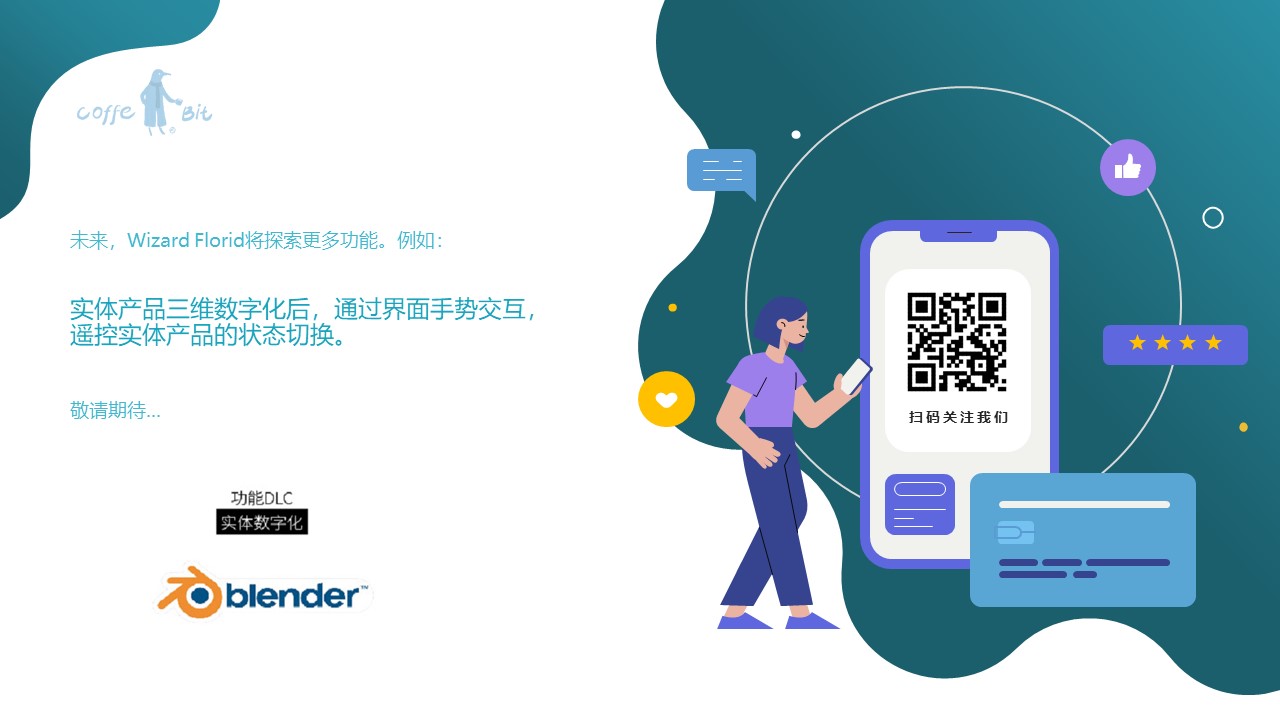 coffe Bit
®
未来，Wizard Florid将探索更多功能。例如：
实体产品三维数字化后，通过界面手势交互，
遥控实体产品的状态切换。
敬请期待...
功能DLC
实体数字化
blender™
扫码关注我们